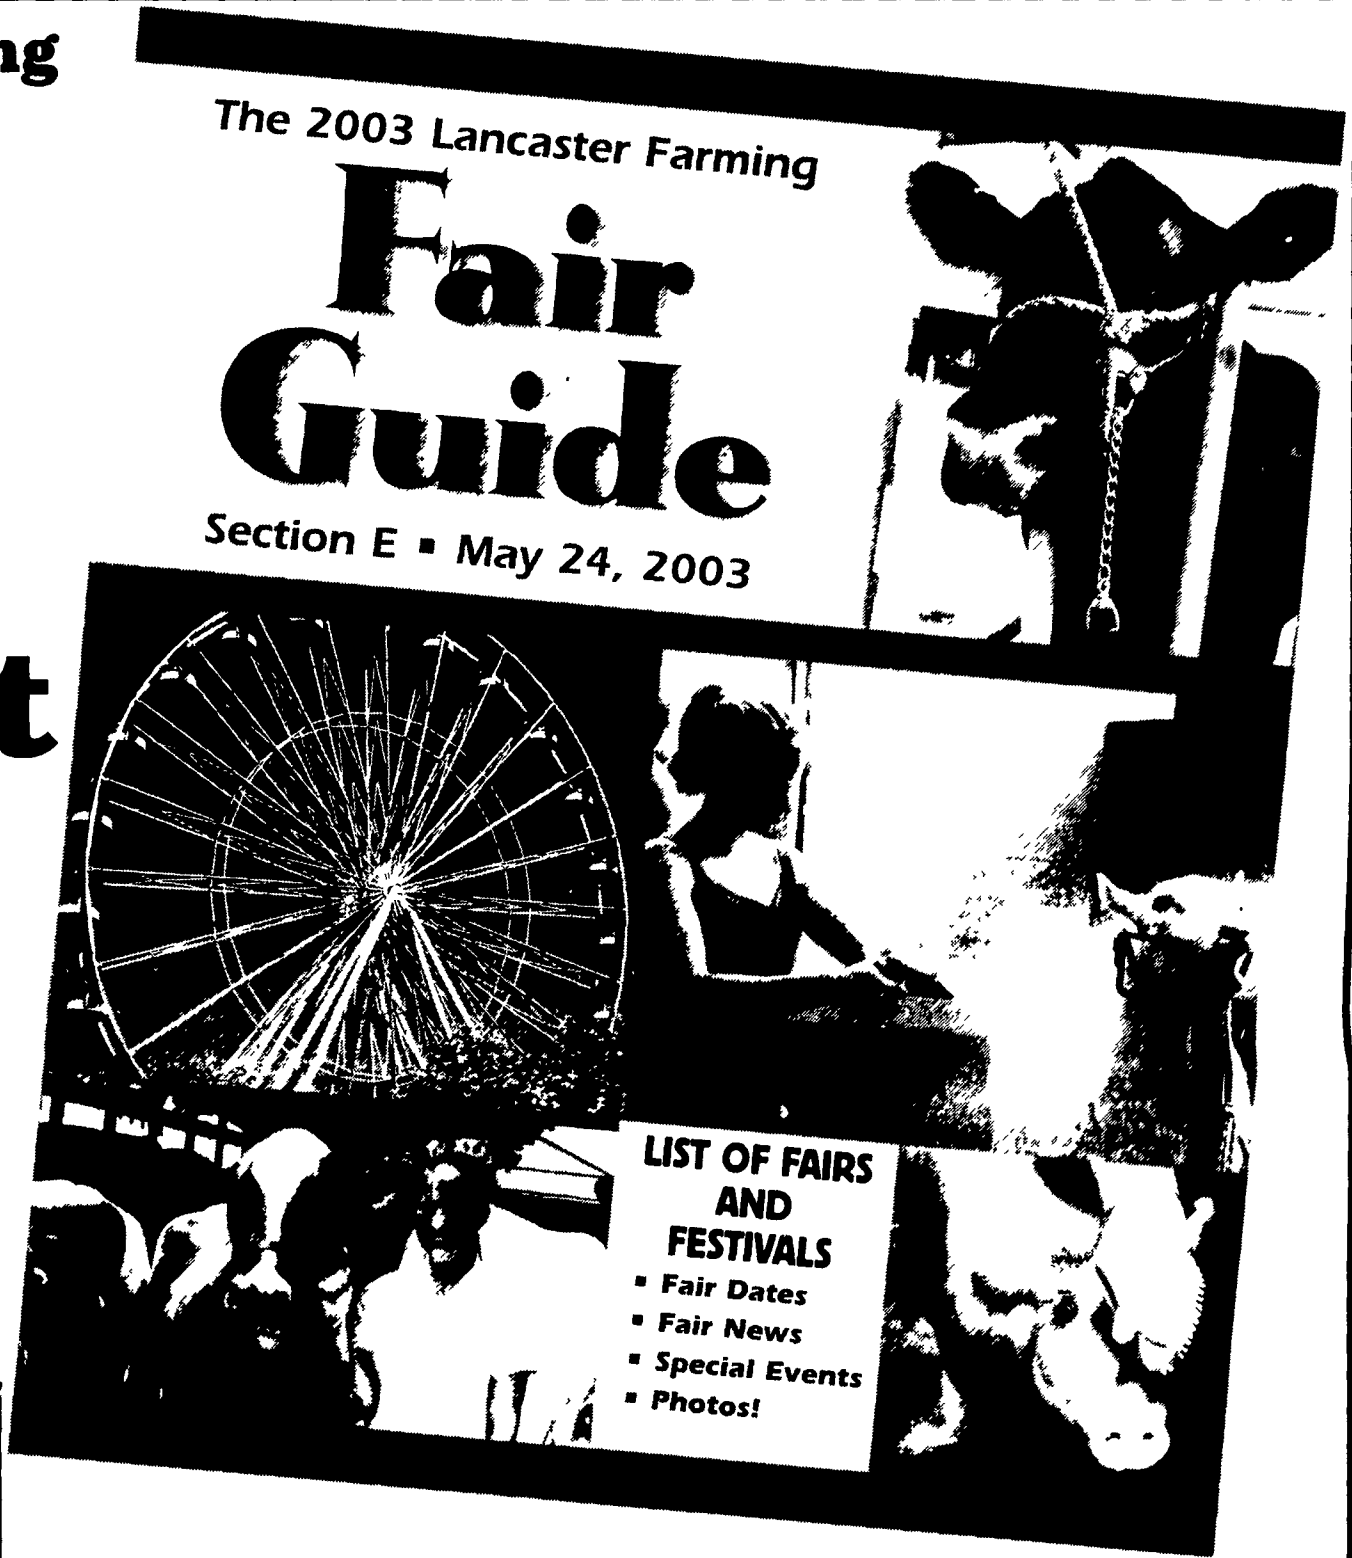 ng
The 2003 Lancaster Farming
Fair
Guide
Section E ▪ May 24, 2003
t
LIST OF FAIRS
AND
FESTIVALS
▪ Fair Dates
▪ Fair News
▪ Special Events
▪ Photos!